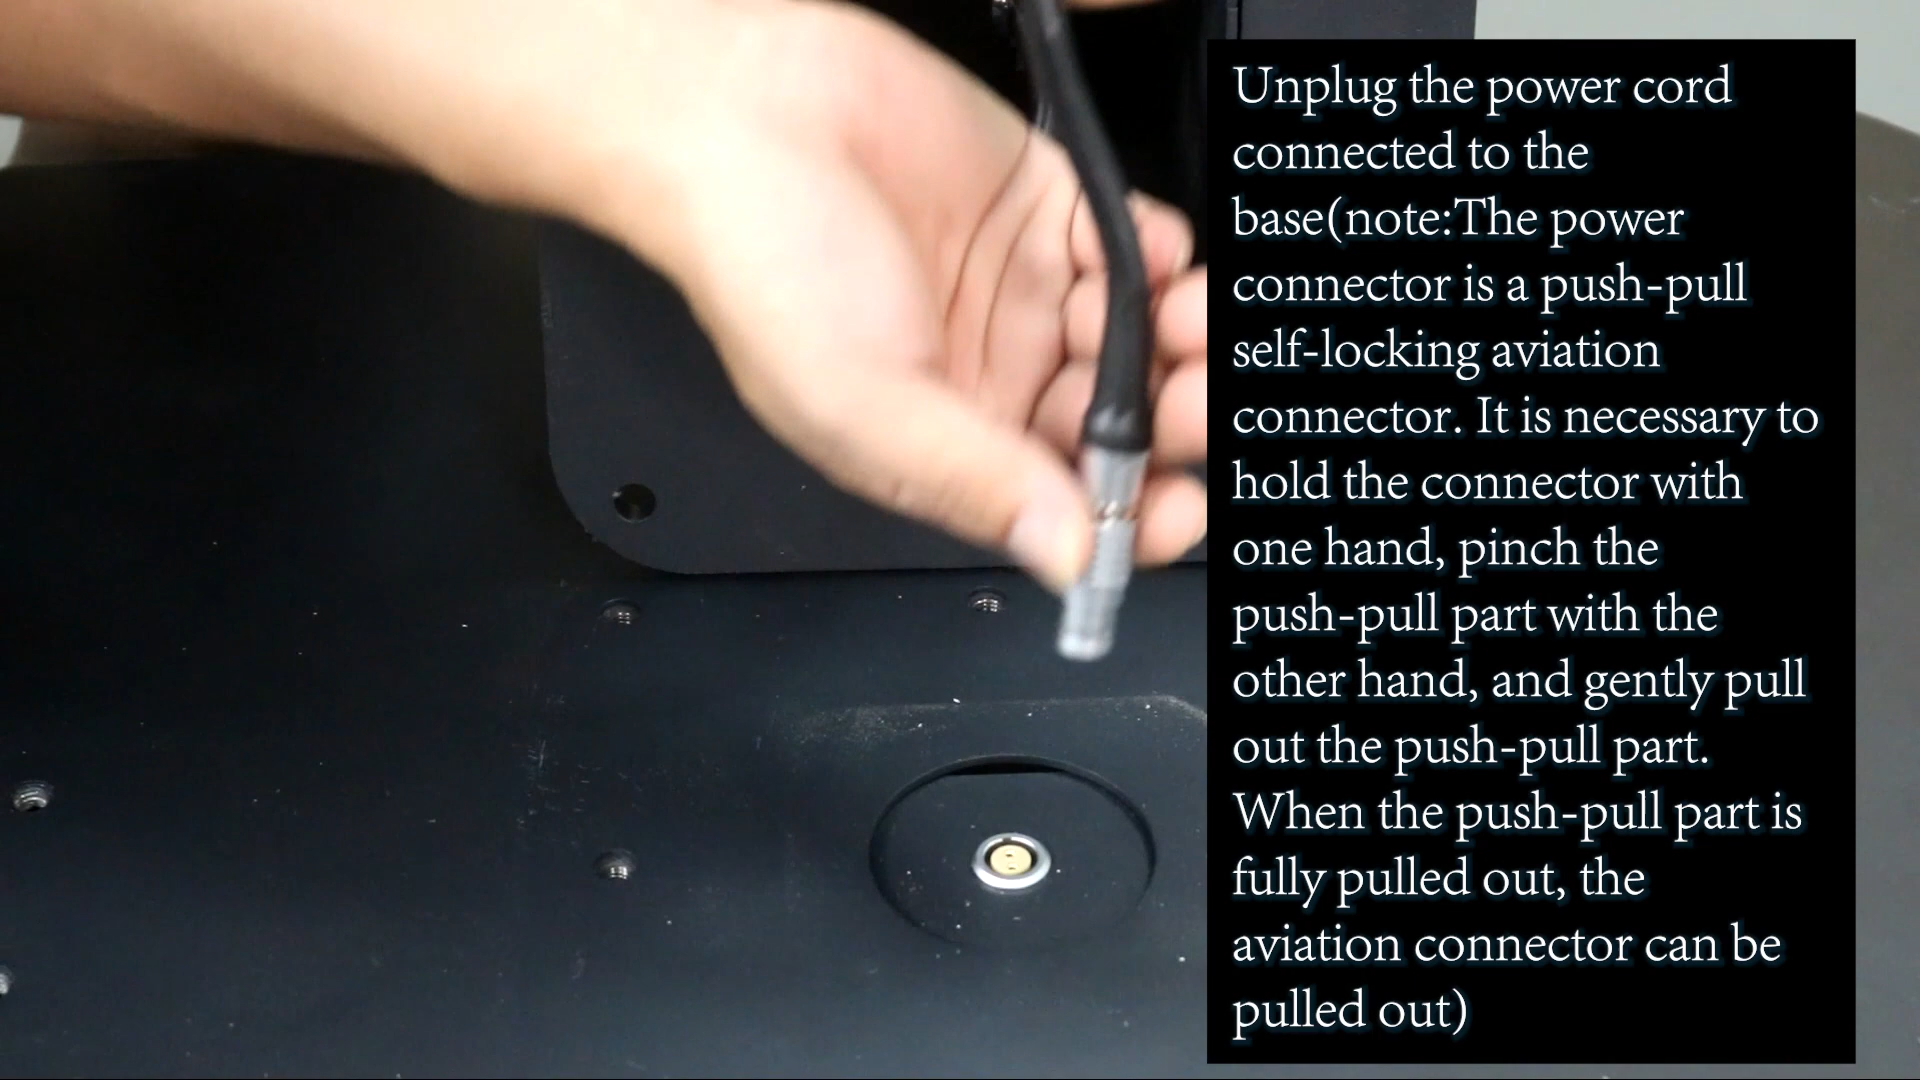 Unplug the power cord
connected to the
base(note:The power
connector is a push-pull
self-locking aviation
connector. It is necessary to
hold the connector with
one hand, pinch the
push-pull part with the
other hand, and gently pull
out the push-pull part.
When the push-pull part is
fully pulled out, the
aviation connector can be
pulled out)